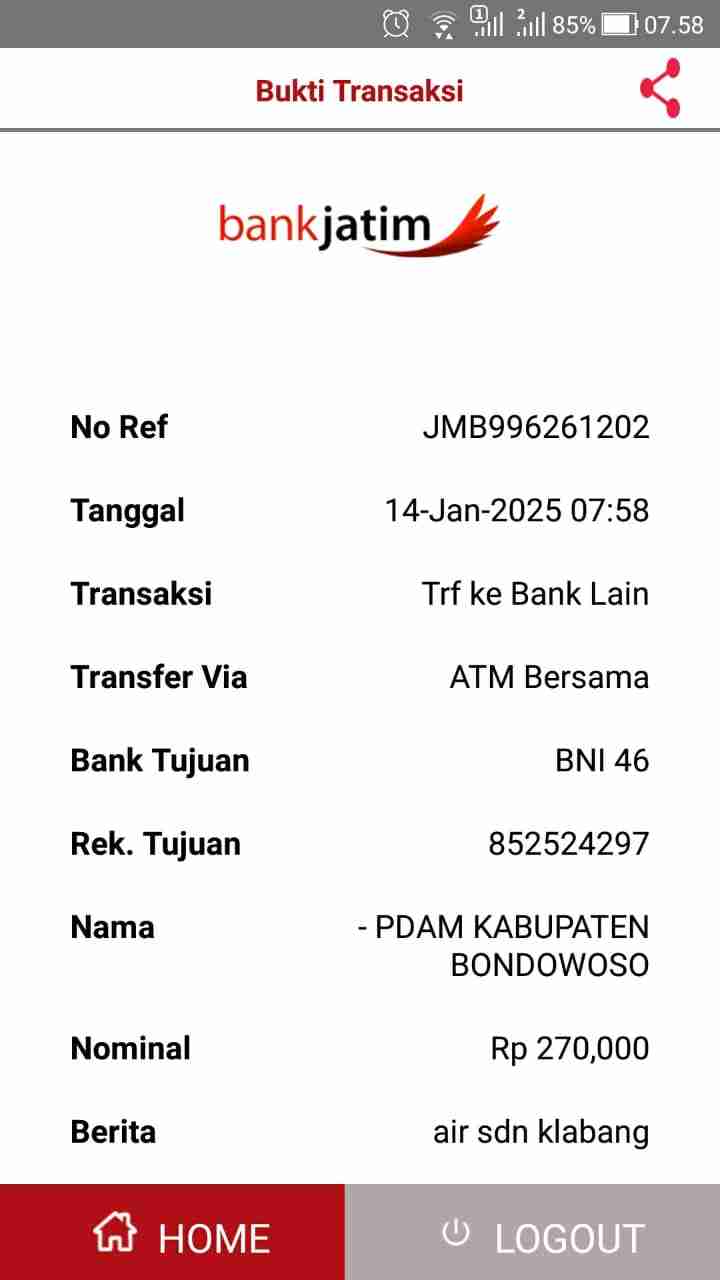 1 2 85% 07.58
Bukti Transaksi
bankjatim
No Ref JMB996261202
Tanggal 14-Jan-2025 07:58
Transaksi Trf ke Bank Lain
Transfer Via ATM Bersama
Bank Tujuan BNI 46
Rek. Tujuan 852524297
Nama - PDAM KABUPATEN
BONDOWOSO
Nominal Rp 270,000
Berita air sdn klabang
HOME LOGOUT